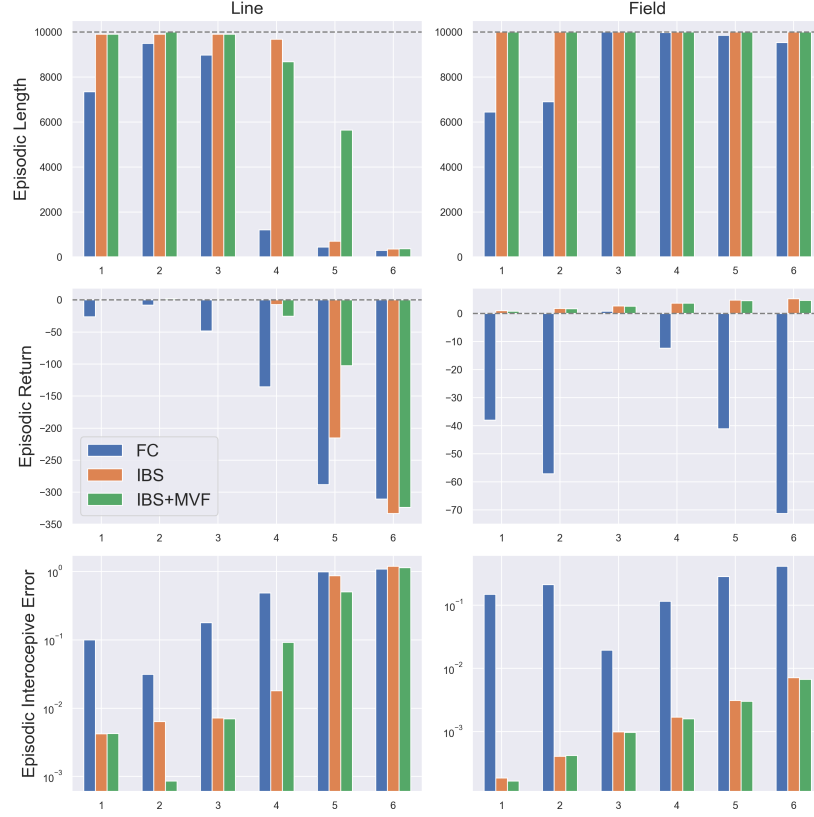 Line
Field
Episodic Length
10000
8000
6000
4000
2000
0
1 2 3 4 5 6
10000
8000
6000
4000
2000
0
1 2 3 4 5 6
Episodic Return
0
−50
−100
−150
−200
−250
−300
−350
FC
IBS
IBS+MVF
1 2 3 4 5 6
0
−10
−20
−30
−40
−50
−60
−70
1 2 3 4 5 6
Episodic Interocepive Error
10⁰
10⁻¹
10⁻²
10⁻³
1 2 3 4 5 6
10⁻¹
10⁻²
10⁻³
1 2 3 4 5 6